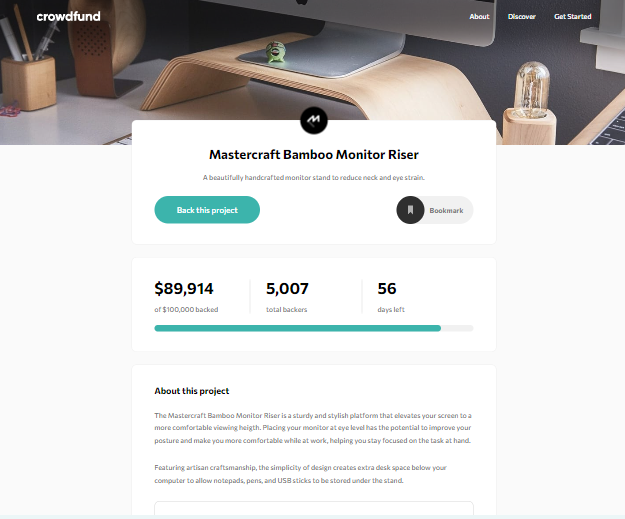 crowdfund
About Discover Get Started
Mastercraft Bamboo Monitor Riser
A beautifully handcrafted monitor stand to reduce neck and eye strain.
Back this project
Bookmark
$89,914 5,007 56
of $100,000 backed total backers days left
About this project
The Mastercraft Bamboo Monitor Riser is a sturdy and stylish platform that elevates your screen to a
more comfortable viewing heigth. Placing your monitor at eye level has the potential to improve your
posture and make you more comfortable while at work, helping you stay focused on the task at hand.
Featuring artisan craftsmanship, the simplicity of design creates extra desk space below your
computer to allow notepads, pens, and USB sticks to be stored under the stand.